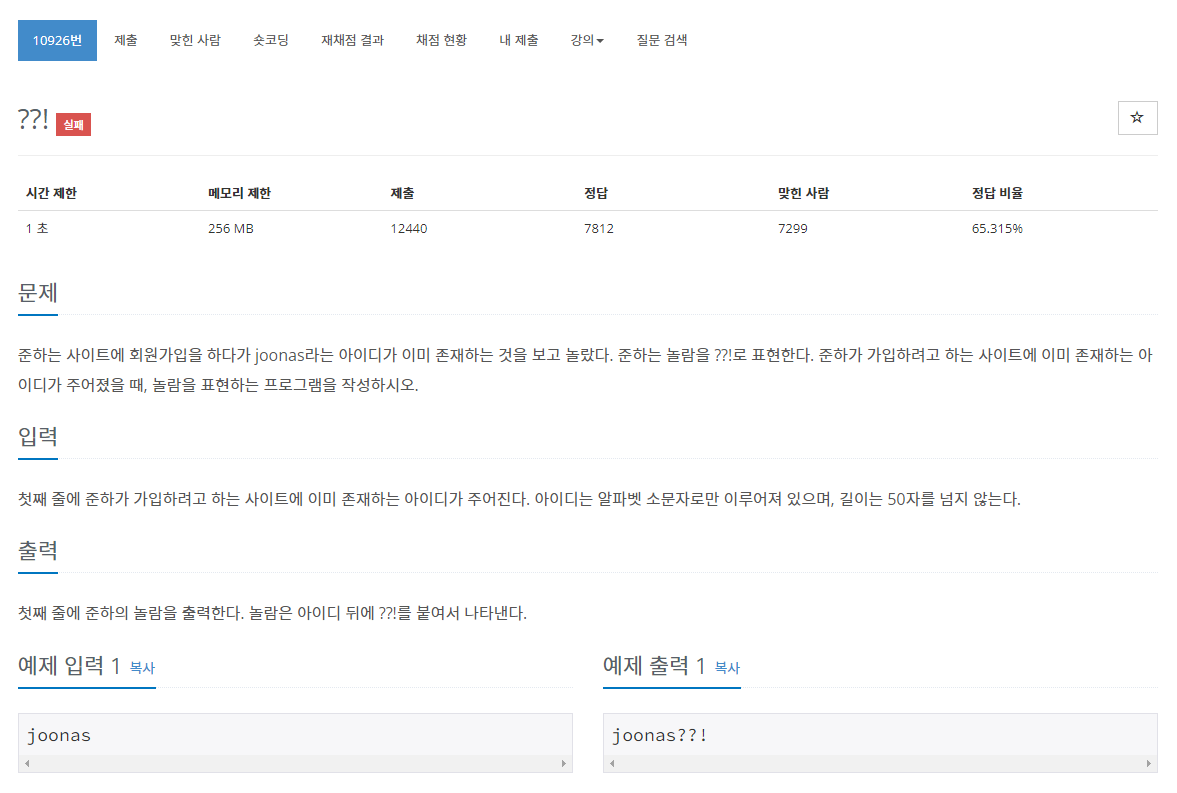 10926번 제출 맞힌 사람 숏코딩 재채점 결과 채점 현황 내 제출 강의 질문 검색
??! 실패
시간 제한 메모리 제한 제출 정답 맞힌 사람 정답 비율
1 초 256 MB 12440 7812 7299 65.315%
문제
준하는 사이트에 회원가입을 하다가 joonas라는 아이디가 이미 존재하는 것을 보고 놀랐다. 준하는 놀람을 ??!로 표현한다. 준하가 가입하려고 하는 사이트에 이미 존재하는 아
이디가 주어졌을 때, 놀람을 표현하는 프로그램을 작성하시오.
입력
첫째 줄에 준하가 가입하려고 하는 사이트에 이미 존재하는 아이디가 주어진다. 아이디는 알파벳 소문자로만 이루어져 있으며, 길이는 50자를 넘지 않는다.
출력
첫째 줄에 준하의 놀람을 출력한다. 놀람은 아이디 뒤에 ??!를 붙여서 나타낸다.
예제 입력 1 복사 예제 출력 1 복사
joonas joonas??!